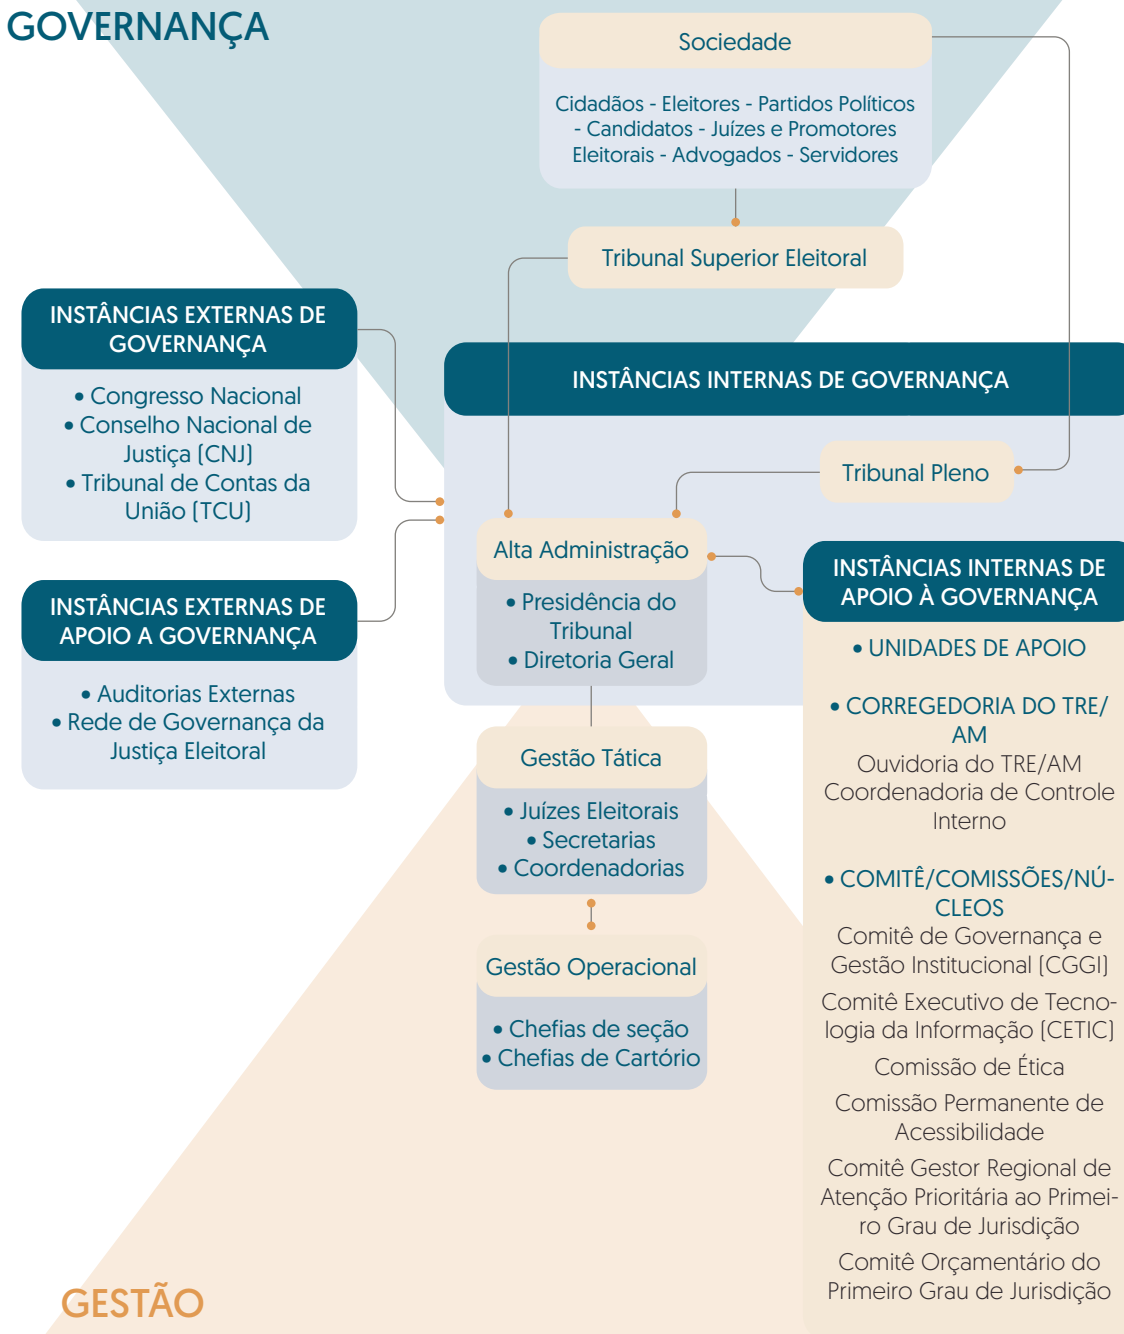 GOVERNANÇA
Sociedade
Cidadãos - Eleitores - Partidos Políticos
- Candidatos - Juízes e Promotores
Eleitorais - Advogados - Servidores
Tribunal Superior Eleitoral
INSTÂNCIAS EXTERNAS DE
GOVERNANÇA
• Congresso Nacional
• Conselho Nacional de
Justiça (CNJ)
• Tribunal de Contas da
União (TCU)
INSTÂNCIAS EXTERNAS DE
APOIO A GOVERNANÇA
• Auditorias Externas
• Rede de Governança da
Justiça Eleitoral
INSTÂNCIAS INTERNAS DE GOVERNANÇA
Tribunal Pleno
Alta Administração
• Presidência do
Tribunal
• Diretoria Geral
Gestão Tática
• Juízes Eleitorais
• Secretarias
• Coordenadorias
Gestão Operacional
• Chefias de seção
• Chefias de Cartório
INSTÂNCIAS INTERNAS DE
APOIO À GOVERNANÇA
• UNIDADES DE APOIO
• CORREGEDORIA DO TRE/
AM
Ouvidoria do TRE/AM
Coordenadoria de Controle
Interno
• COMITÊ/COMISSÕES/NÚ-
CLEOS
Comitê de Governança e
Gestão Institucional (CGGI)
Comitê Executivo de Tecno-
logia da Informação (CETIC)
Comissão de Ética
Comissão Permanente de
Acessibilidade
Comitê Gestor Regional de
Atenção Prioritária ao Primei-
ro Grau de Jurisdição
Comitê Orçamentário do
Primeiro Grau de Jurisdição
GESTÃO